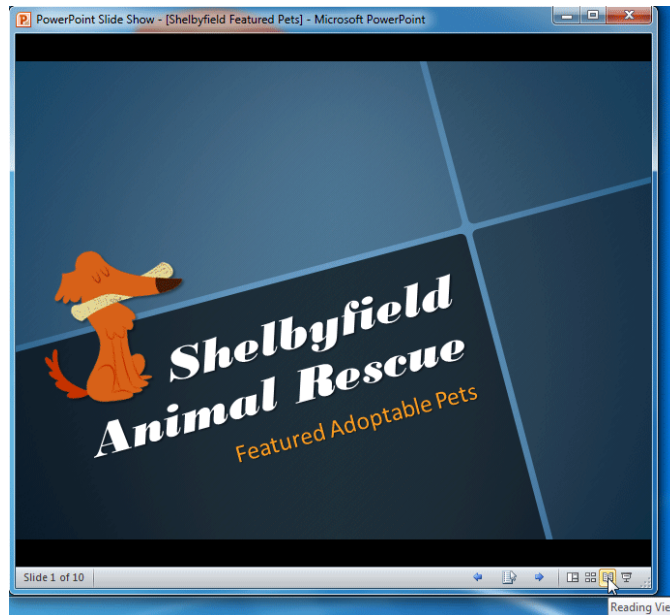 PowerPoint Slide Show - [Shelbyfield Featured Pets] - Microsoft PowerPoint
Shelbyfield
Animal Rescue
Featured Adoptable Pets
Slide 1 of 10
Reading Vie